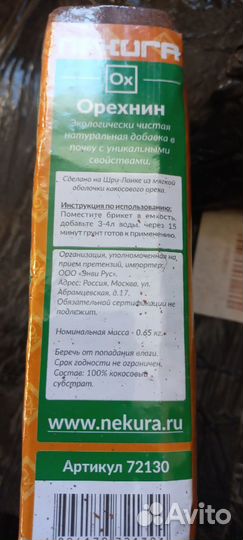 NEKURA
Ox
Орехнин
Экологически чистая
натуральная добавка в
почву с уникальными
свойствами.
Сделано на Шри-Ланке из мягкой
оболочки кокосового ореха.
Инструкция по использованию:
Поместите брикет в емкость,
добавьте 3-4л воды, через 15
минут грунт готов к применению.
Организация, уполномоченная на
прием претензий, импортер:
ООО «Энви Рус».
Адрес: Россия, Москва, ул.
Абрамцевская, д.17.
Обязательной сертификации не
подлежит.
Номинальная масса - 0.65 кг.
Беречь от попадания влаги.
Срок годности не ограничен.
Состав: 100% кокосовый
субстрат.
www.nekura.ru
Артикул 72130
Avito